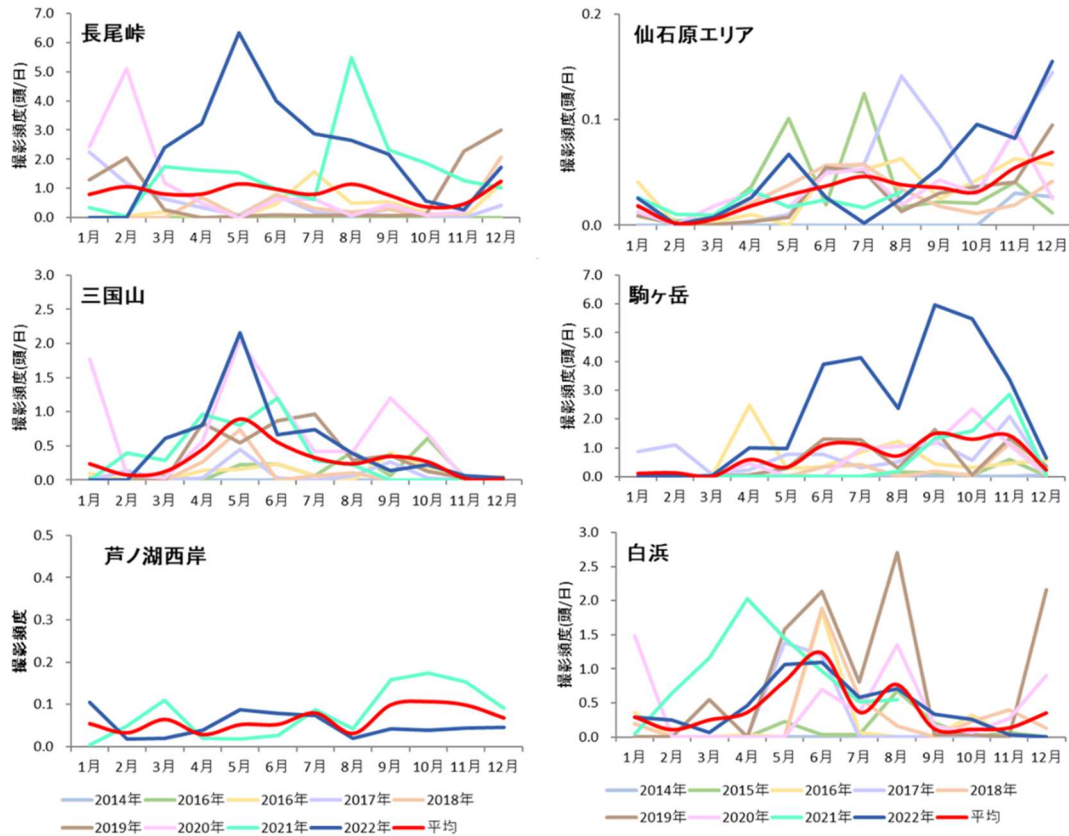 長尾峠
撮影頻度(頭/日)
7.0
6.0
5.0
4.0
3.0
2.0
1.0
0.0
1月 2月 3月 4月 5月 6月 7月 8月 9月 10月 11月 12月
仙石原エリア
撮影頻度(頭/日)
0.2
0.1
0.0
1月 2月 3月 4月 5月 6月 7月 8月 9月 10月 11月 12月
三国山
撮影頻度(頭/日)
3.0
2.5
2.0
1.5
1.0
0.5
0.0
1月 2月 3月 4月 5月 6月 7月 8月 9月 10月 11月 12月
駒ヶ岳
撮影頻度(頭/日)
7.0
6.0
5.0
4.0
3.0
2.0
1.0
0.0
1月 2月 3月 4月 5月 6月 7月 8月 9月 10月 11月 12月
芦ノ湖西岸
撮影頻度
0.5
0.4
0.3
0.2
0.1
0.0
1月 2月 3月 4月 5月 6月 7月 8月 9月 10月 11月 12月
2014年 2016年 2016年 2017年 2018年
2019年 2020年 2021年 2022年 平均
白浜
撮影頻度(頭/日)
3.0
2.5
2.0
1.5
1.0
0.5
0.0
1月 2月 3月 4月 5月 6月 7月 8月 9月 10月 11月 12月
2014年 2015年 2016年 2017年 2018年
2019年 2020年 2021年 2022年 平均